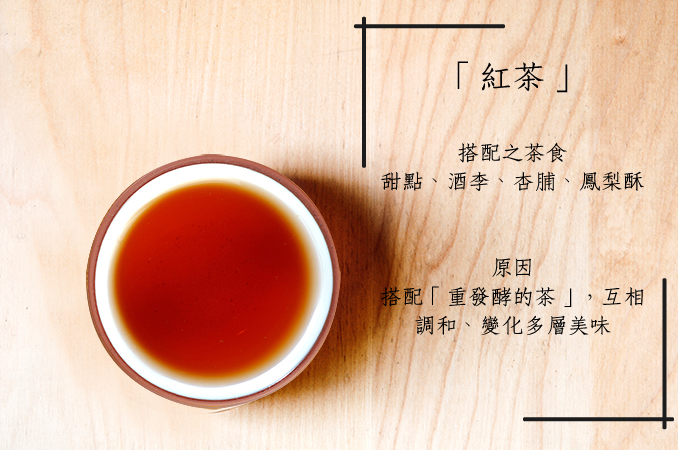 「紅茶」
搭配之茶食
甜點、酒李、杏脯、鳳梨酥
原因
搭配「重發酵的茶」，互相
調和、變化多層美味